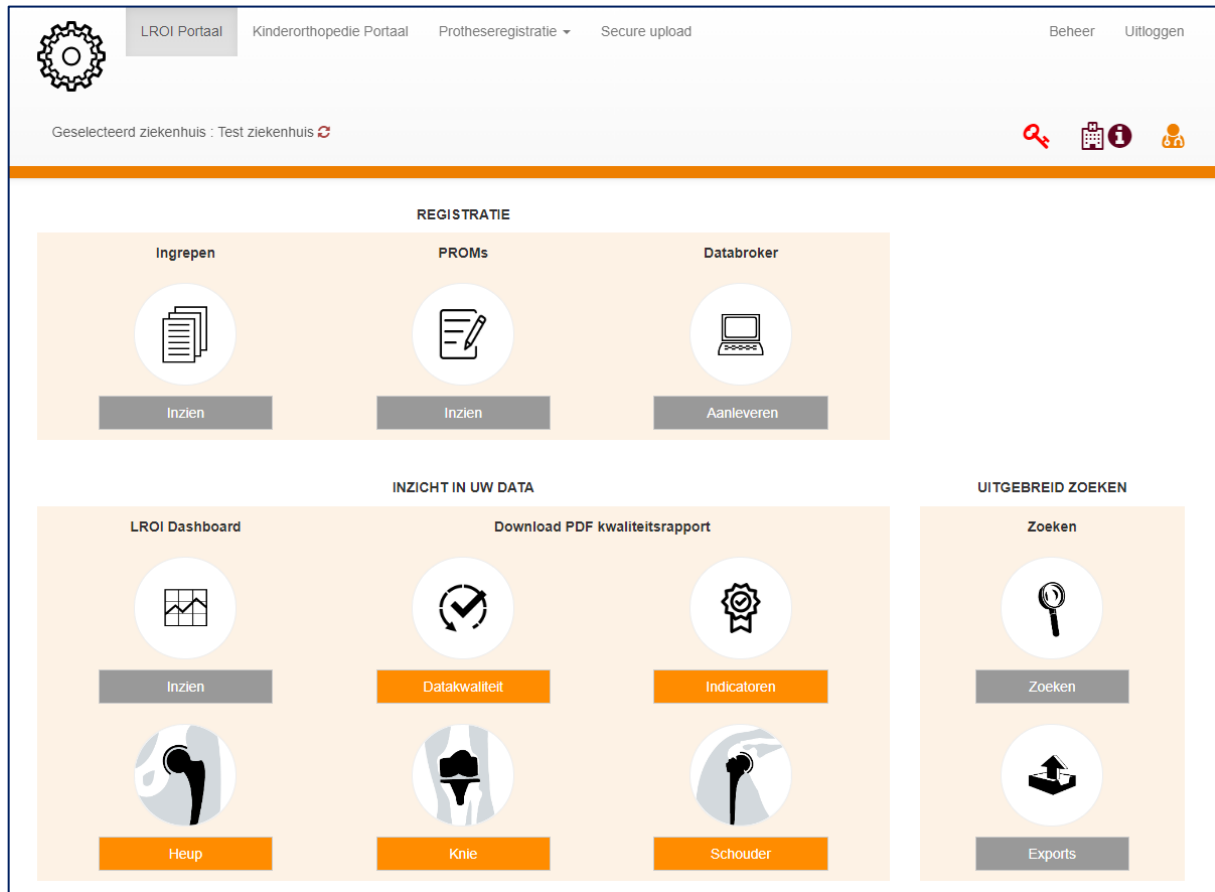 LROI Portaal Kinderorthopedie Portaal Protheseregistratie Secure upload Beheer Uitloggen
Geselecteerd ziekenhuis : Test ziekenhuis
REGISTRATIE
Ingrepen PROMs Databroker
Inzien Inzien Aanleveren
INZICHT IN UW DATA UITGEBREID ZOEKEN
LROI Dashboard Download PDF kwaliteitsrapport Zoeken
Inzien Datakwaliteit Indicatoren Zoeken
Heup Knie Schouder Exports